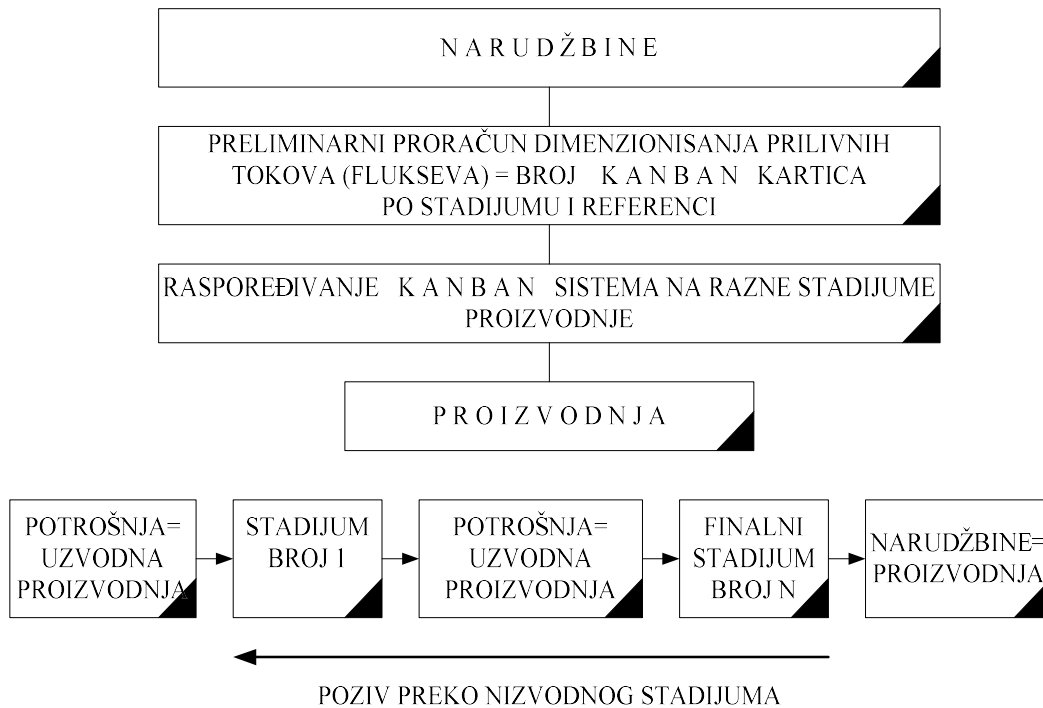 N A R U D Ž B I N E
PRELIMINARNI PRORAČUN DIMENZIONISANJA PRILIVNIH
TOKOVA (FLUKSEVA) = BROJ K A N B A N KARTICA
PO STADIJUMU I REFERENCI
RASPOREĐIVANJE K A N B A N SISTEMA NA RAZNE STADIJUME
PROIZVODNJE
P R O I Z V O D N J A
POTROŠNJA=
UZVODNA
PROIZVODNJA
STADIJUM
BROJ 1
POTROŠNJA=
UZVODNA
PROIZVODNJA
FINALNI
STADIJUM
BROJ N
NARUDŽBINE=
PROIZVODNJA
POZIV PREKO NIZVODNOG STADIJUMA